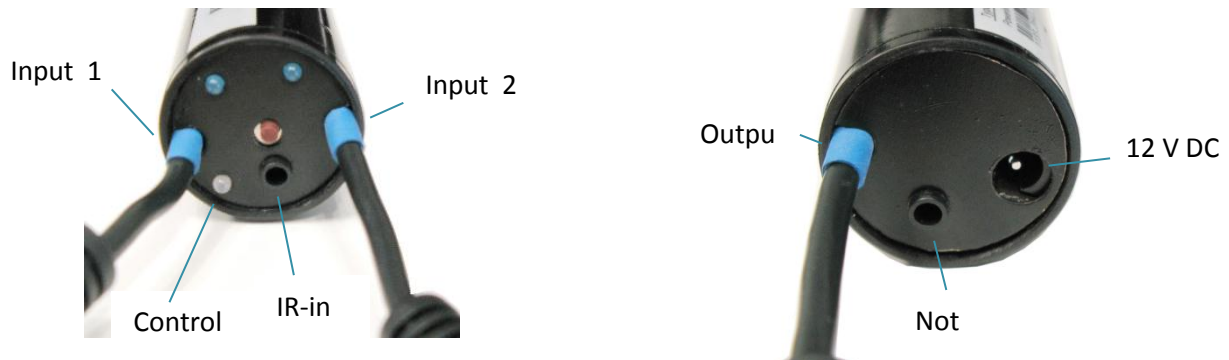 Input 1
Input 2
Control
IR-in
Outpu
12 V DC
Not